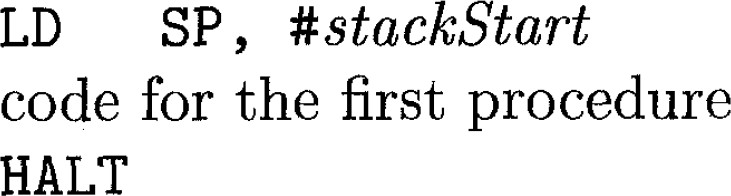 LD SP, #stackStart
code for the first procedure
HALT